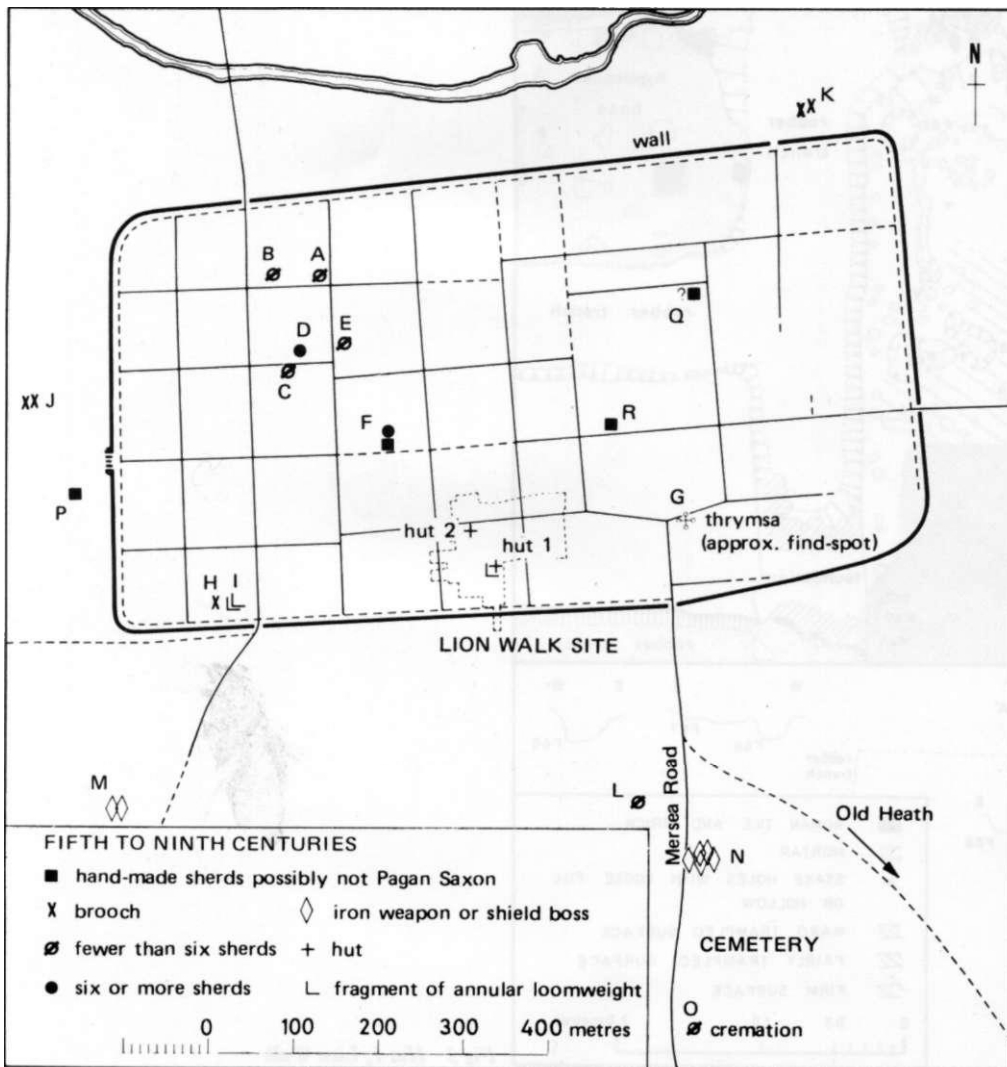 N
K
wall
B
A
D
E
C
?
Q
J
F
R
P
G
thrymsa
(approx. find-spot)
hut 2
hut 1
H
I
LION WALK SITE
M
L
Mersea Road
Old Heath
N
CEMETERY
O
cremation
FIFTH TO NINTH CENTURIES
hand-made sherds possibly not Pagan Saxon
brooch
iron weapon or shield boss
fewer than six sherds
hut
six or more sherds
fragment of annular loomweight
0 100 200 300 400 metres